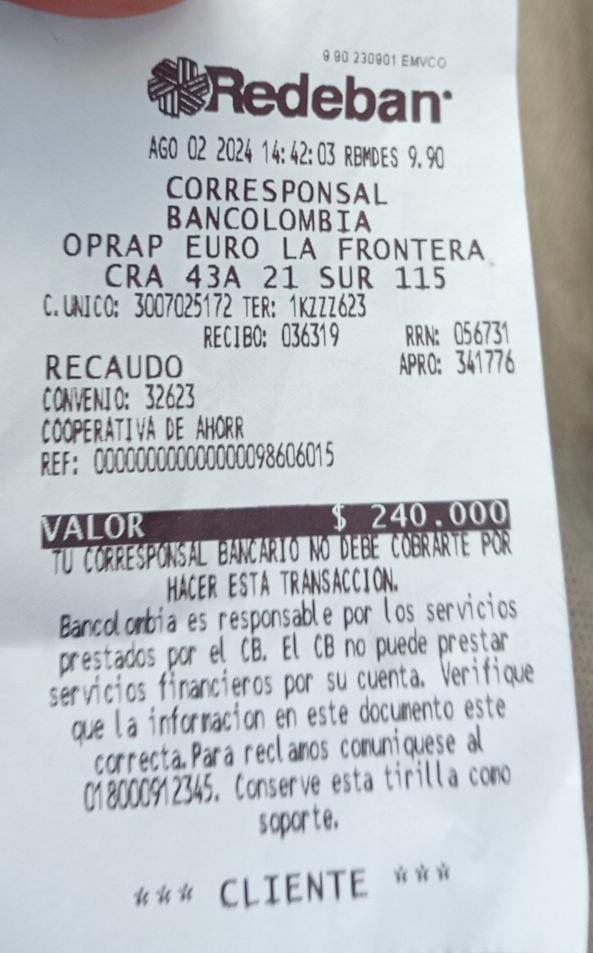 9 90 230901 EMVCO
Redeban
AGO 02 2024 14:42:03 RBMDES 9.90
CORRESPONSAL
BANCOLOMBIA
OPRAP EURO LA FRONTERA
CRA 43A 21 SUR 115
C.UNICO: 3007025172 TER: 1KZZZ623
RECIBO: 036319 RRN: 056731
RECAUDO APRO: 341776
CONVENIO: 32623
COOPERATIVA DE AHORR
REF: 000000000000000098606015
VALOR $ 240.000
TU CORRESPONSAL BANCARIO NO DEBE COBRARTE POR
HACER ESTA TRANSACCION.
Bancolombia es responsable por los servicios
prestados por el CB. El CB no puede prestar
servicios financieros por su cuenta. Verifique
que la informacion en este documento este
correcta.Para reclamos comuniquese al
018000912345. Conserve esta tirilla como
soporte.
*** CLIENTE ***